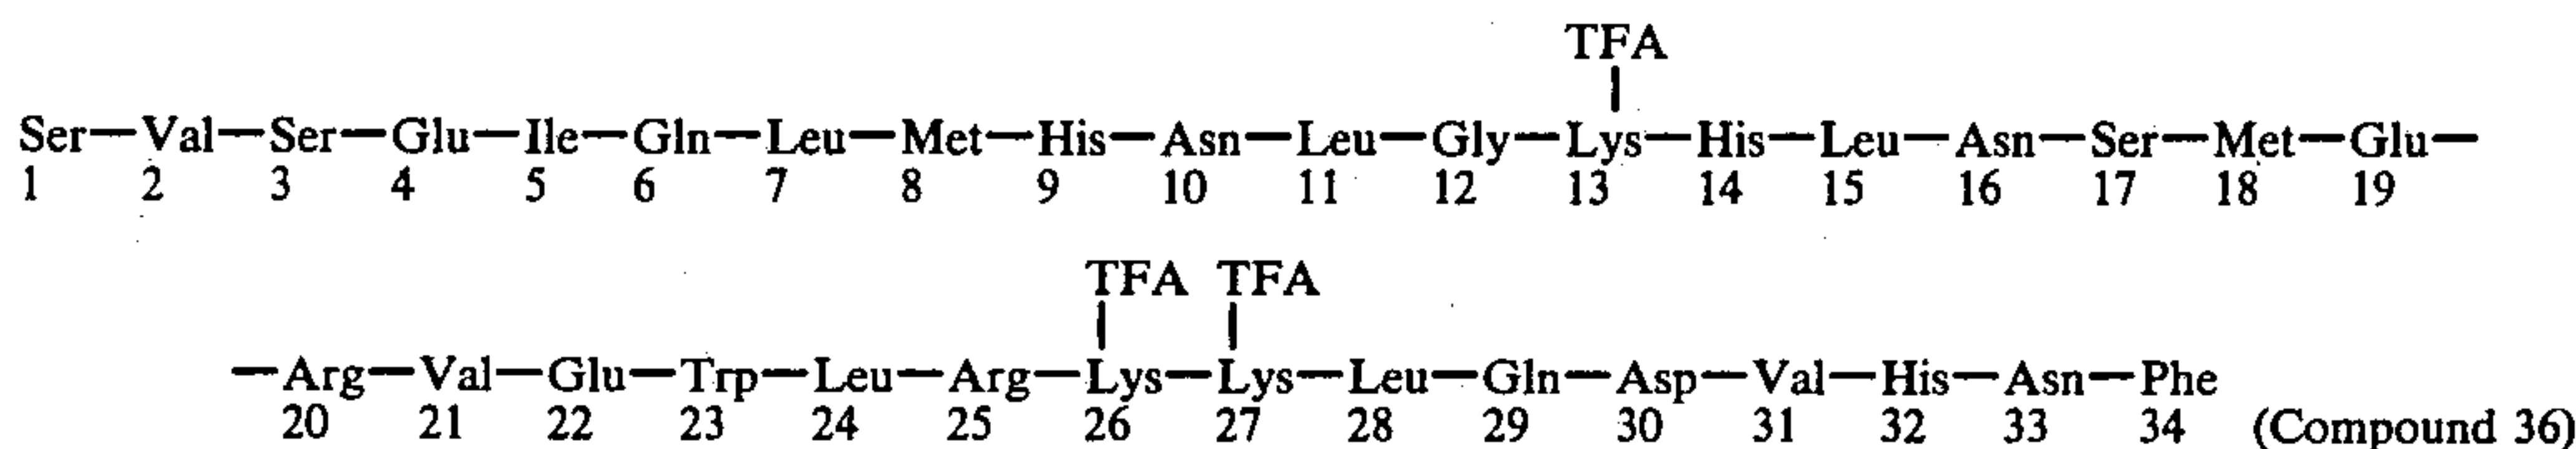 TFA
Ser—Val—Ser—Glu—Ile—Gln—Leu—Met—His—Asn—Leu—Gly—Lys—His—Leu—Asn—Ser—Met—Glu—
1 2 3 4 5 6 7 8 9 10 11 12 13 14 15 16 17 18 19
TFA TFA
—Arg—Val—Glu—Trp—Leu—Arg—Lys—Lys—Leu—Gln—Asp—Val—His—Asn—Phe
20 21 22 23 24 25 26 27 28 29 30 31 32 33 34 (Compound 36)